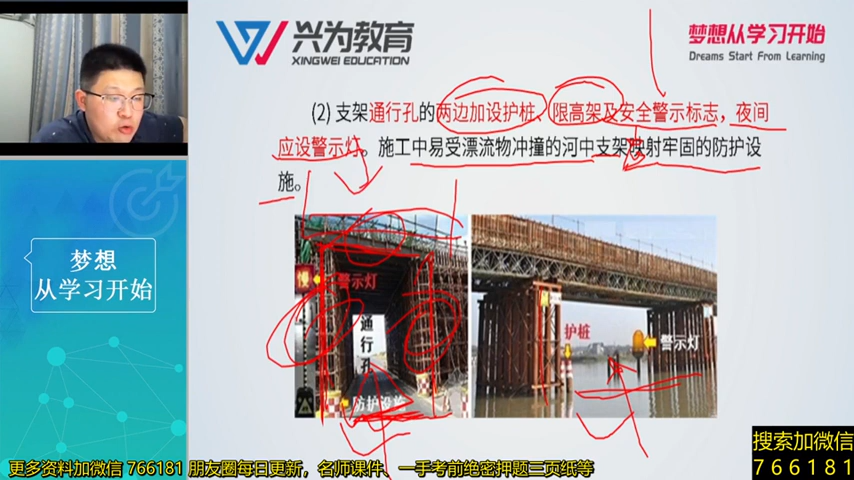 兴为教育
XINGWEI EDUCATION
梦想从学习开始
Dreams Start From Learning
(2) 支架通行孔的两边加设护桩、限高架及安全警示标志，夜间
应设警示灯。施工中易受漂流物冲撞的河中支架应设牢固的防护设
施。
梦想
从学习开始
慢
警示灯
通行孔
防护设施
护桩
警示灯
搜索加微信
766181
更多资料加微信 766181 朋友圈每日更新，名师课件、一手考前绝密押题三页纸等